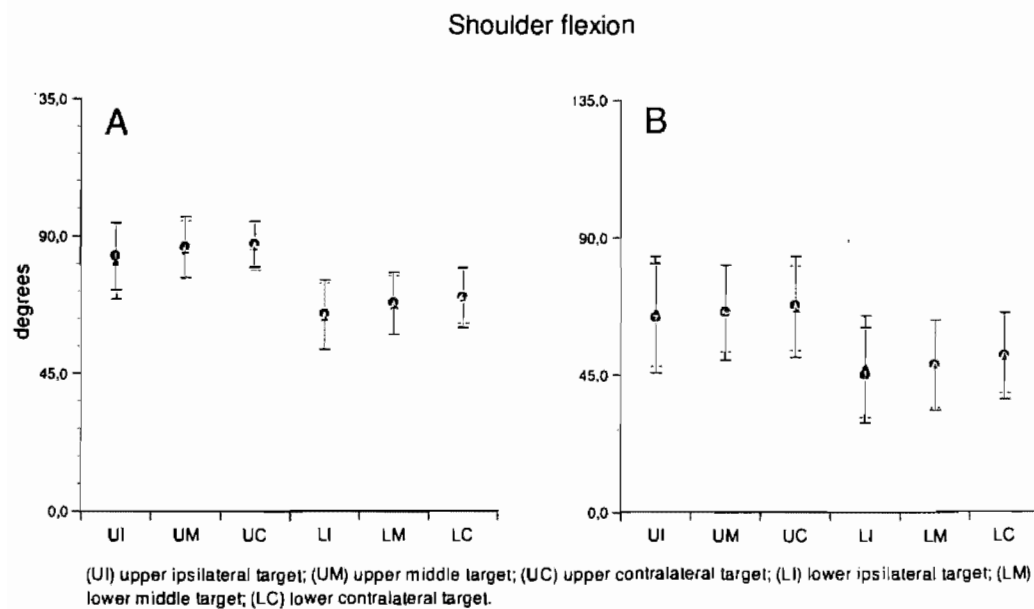 Shoulder flexion
A
B
degrees
35,0
90,0
45,0
0,0
UI UM UC LI LM LC
135,0
90,0
45,0
0,0
UI UM UC LI LM LC
(UI) upper ipsilateral target; (UM) upper middle target; (UC) upper contralateral target; (LI) lower ipsilateral target; (LM)
lower middle target; (LC) lower contralateral target.